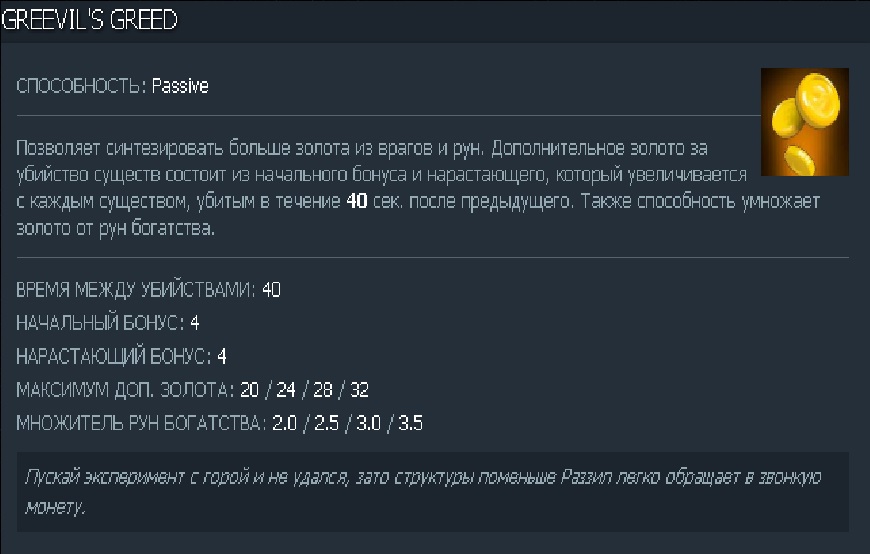 GREEVIL'S GREED
СПОСОБНОСТЬ: Passive
Позволяет синтезировать больше золота из врагов и рун. Дополнительное золото за
убийство существ состоит из начального бонуса и нарастающего, который увеличивается
с каждым существом, убитым в течение 40 сек. после предыдущего. Также способность умножает
золото от рун богатства.
ВРЕМЯ МЕЖДУ УБИЙСТВАМИ: 40
НАЧАЛЬНЫЙ БОНУС: 4
НАРАСТАЮЩИЙ БОНУС: 4
МАКСИМУМ ДОП. ЗОЛОТА: 20 / 24 / 28 / 32
МНОЖИТЕЛЬ РУН БОГАТСТВА: 2.0 / 2.5 / 3.0 / 3.5
Пускай эксперимент с горой и не удался, зато структуры поменьше Раззил легко обращает в звонкую
монету.